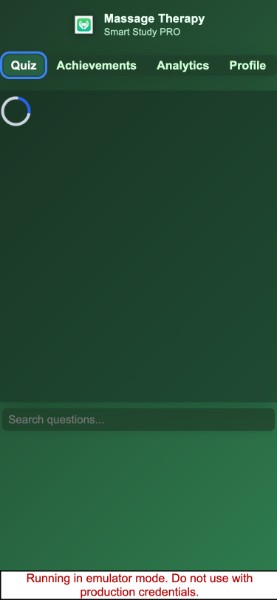 Massage Therapy
Smart Study PRO
Quiz Achievements Analytics Profile
Search questions...
Running in emulator mode. Do not use with
production credentials.